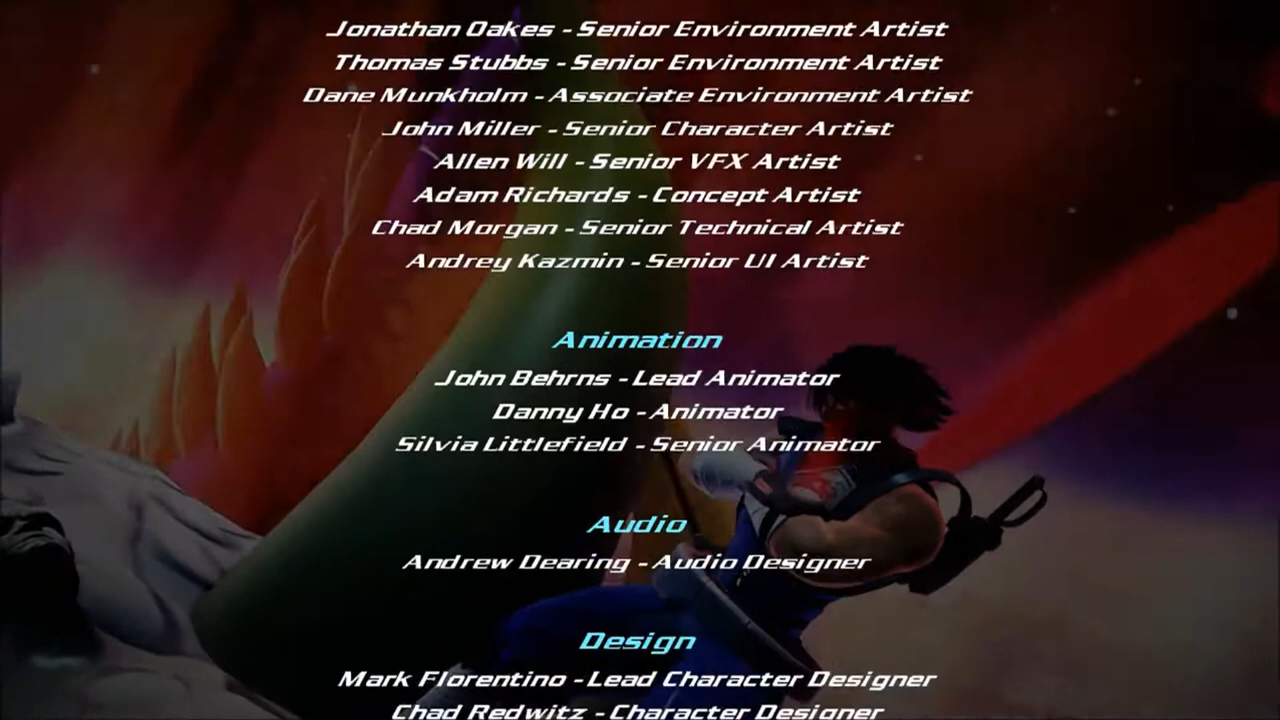 Jonathan Oakes - Senior Environment Artist
Thomas Stubbs - Senior Environment Artist
Dane Munkholm - Associate Environment Artist
John Miller - Senior Character Artist
Allen Will - Senior VFX Artist
Adam Richards - Concept Artist
Chad Morgan - Senior Technical Artist
Andrey Kazmin - Senior UI Artist
Animation
John Behrns - Lead Animator
Danny Ho - Animator
Silvia Littlefield - Senior Animator
Audio
Andrew Dearing - Audio Designer
Design
Mark Florentino - Lead Character Designer
Chad Redwitz - Character Designer